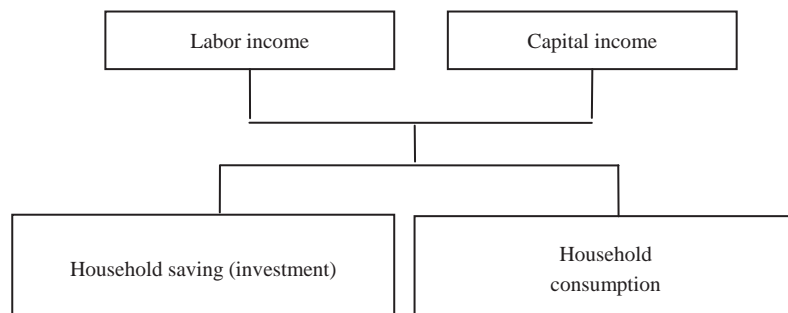 Labor income
Capital income
Household saving (investment)
Household
consumption